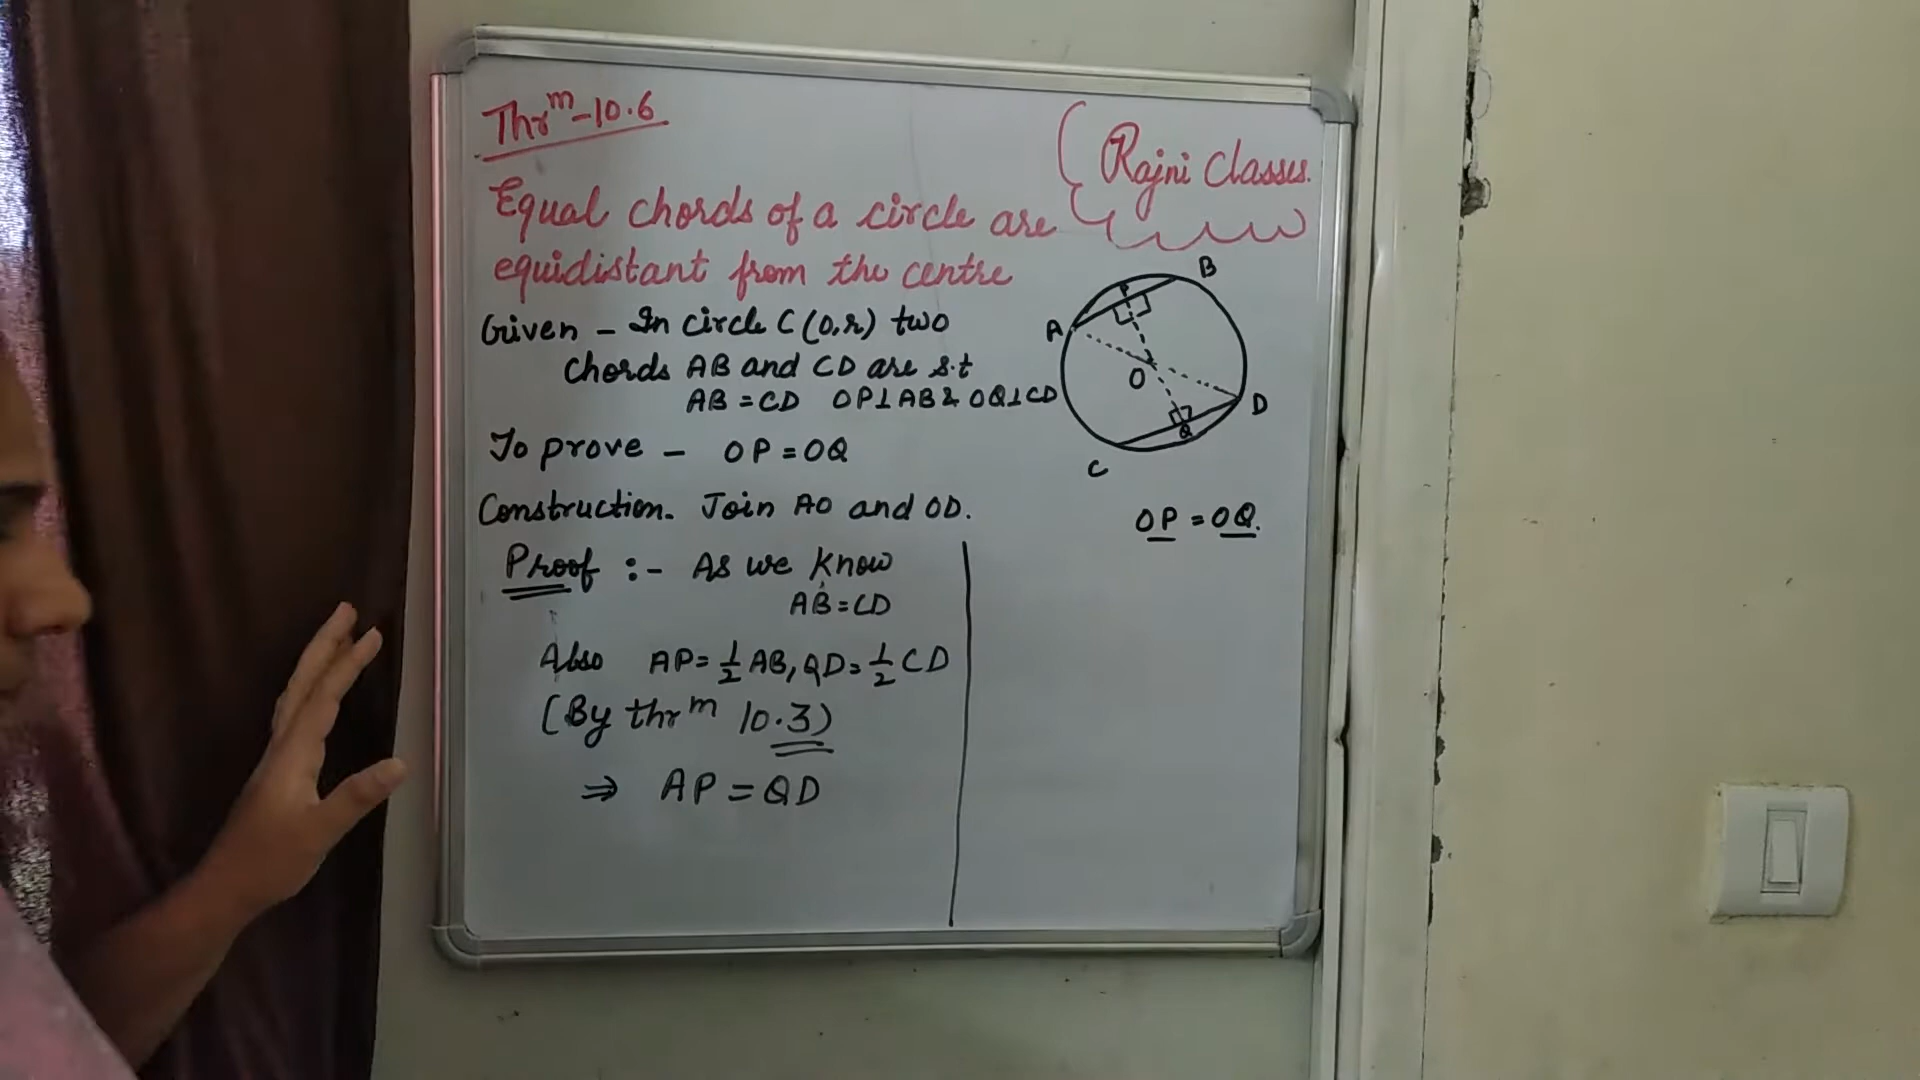 Thrᵐ-10.6
(Rajni Classes.
Equal chords of a circle are
equidistant from the centre
Given - In circle C (O,r) two
chords AB and CD are s.t
AB = CD OP⊥AB & OQ⊥CD
To prove - OP = OQ
Construction. Join AO and OD.
Proof :- As we know
AB = CD
Also AP = 1/2 AB, QD = 1/2 CD
(By thrᵐ 10.3)
⇒ AP = QD
B
P
A
O
D
Q
C
OP = OQ.